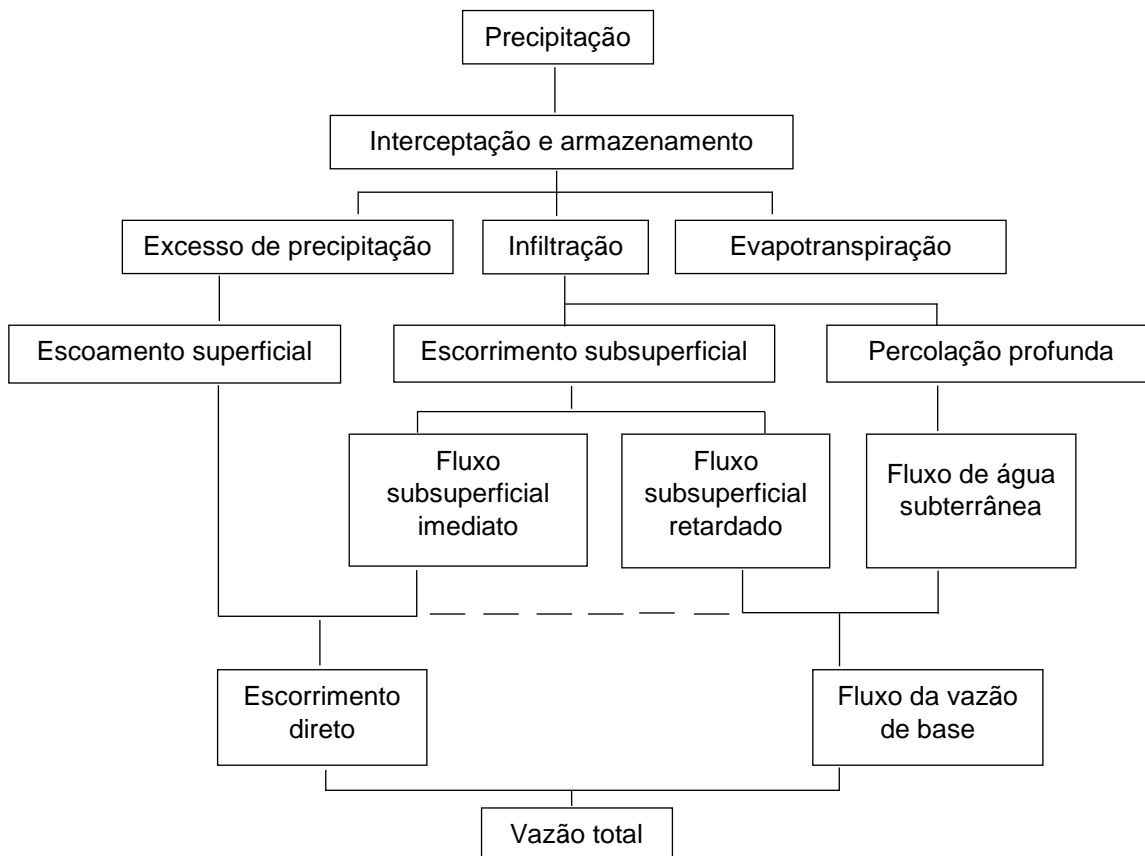 Precipitação
Interceptação e armazenamento
Excesso de precipitação
Infiltração
Evapotranspiração
Escoamento superficial
Escorrimento subsuperficial
Percolação profunda
Fluxo
subsuperficial
imediato
Fluxo
subsuperficial
retardado
Fluxo de água
subterrânea
Escorrimento
direto
Fluxo da vazão
de base
Vazão total